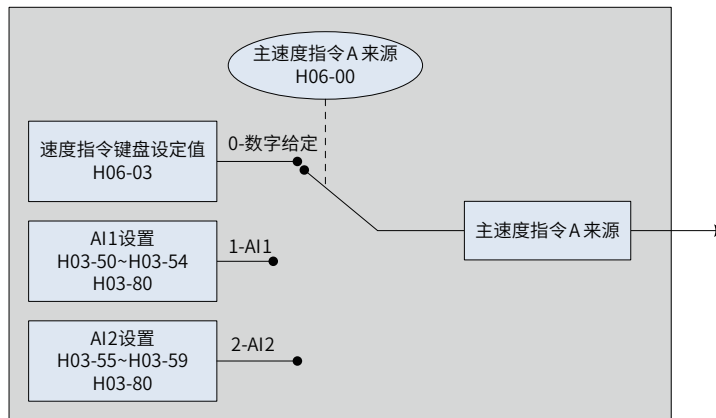 主速度指令A来源
H06-00
速度指令键盘设定值
H06-03
0-数字给定
主速度指令A来源
AI1设置
H03-50~H03-54
H03-80
1-AI1
AI2设置
H03-55~H03-59
H03-80
2-AI2